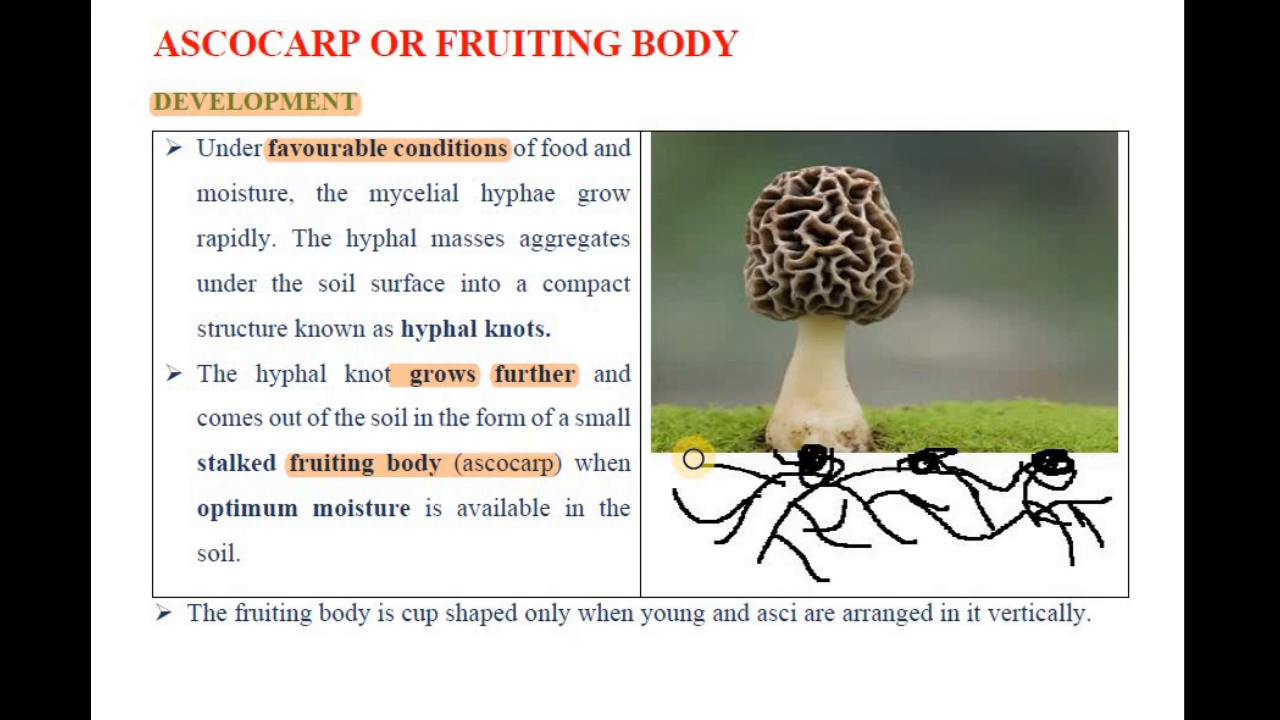 ASCOCARP OR FRUITING BODY
DEVELOPMENT
➢ Under favourable conditions of food and
moisture, the mycelial hyphae grow
rapidly. The hyphal masses aggregates
under the soil surface into a compact
structure known as hyphal knots.
➢ The hyphal knot grows further and
comes out of the soil in the form of a small
stalked fruiting body (ascocarp) when
optimum moisture is available in the
soil.
➢ The fruiting body is cup shaped only when young and asci are arranged in it vertically.